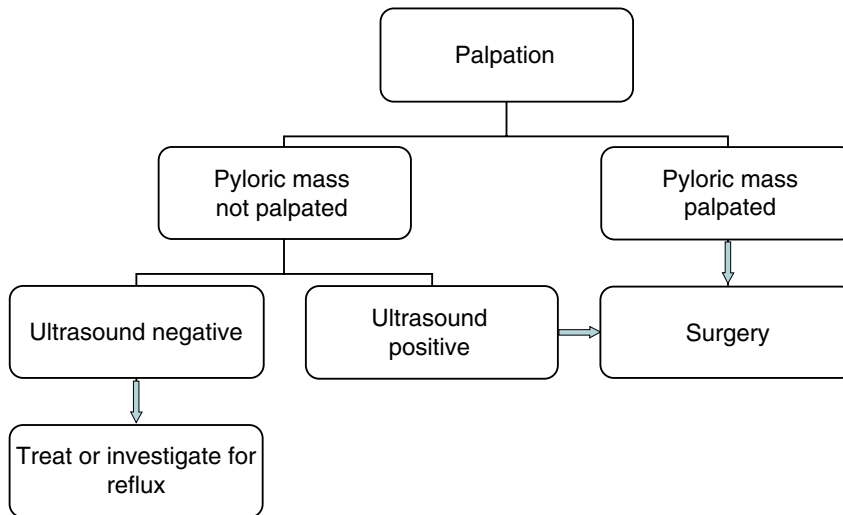 Palpation
Pyloric mass
not palpated
Pyloric mass
palpated
Ultrasound negative
Ultrasound
positive
Surgery
Treat or investigate for
reflux